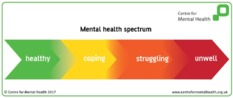 Centre for
Mental Health
Mental health spectrum
healthy
coping
struggling
unwell
© Centre for Mental Health 2017
www.centreformentalhealth.org.uk